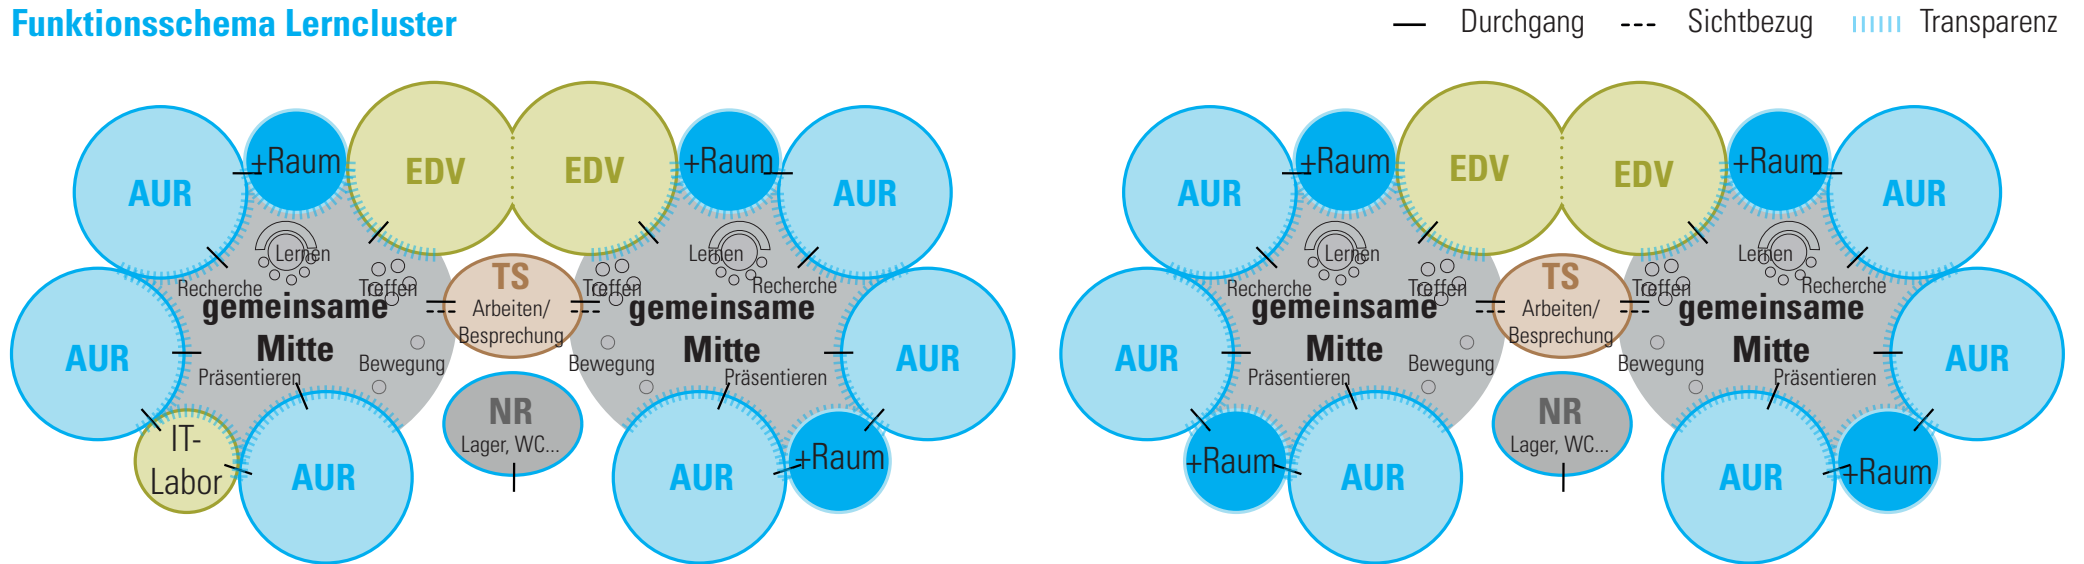 Funktionsschema Lerncluster
Durchgang
Sichtbezug
Transparenz
AUR
+Raum
EDV
EDV
+Raum
AUR
Lernen
Recherche
Treffen
gemeinsame
Mitte
Präsentieren
Bewegung
AUR
IT-
Labor
AUR
TS
Arbeiten/
Besprechung
NR
Lager, WC...
Lernen
Treffen
Recherche
gemeinsame
Mitte
Bewegung
Präsentieren
AUR
AUR
+Raum
AUR
+Raum
EDV
EDV
+Raum
AUR
Lernen
Recherche
Treffen
gemeinsame
Mitte
Präsentieren
Bewegung
AUR
+Raum
AUR
TS
Arbeiten/
Besprechung
NR
Lager, WC...
Lernen
Treffen
Recherche
gemeinsame
Mitte
Bewegung
Präsentieren
AUR
AUR
+Raum